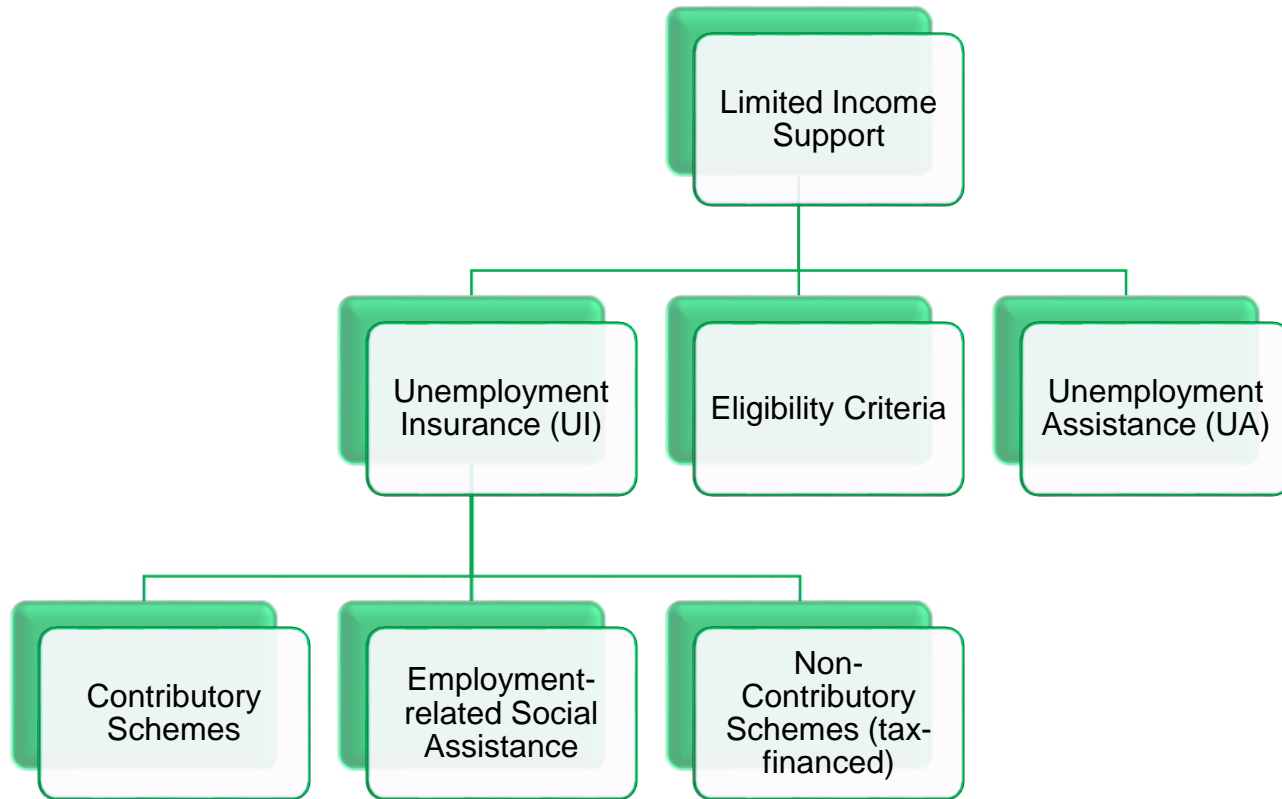 Limited Income
Support
Unemployment
Insurance (UI)
Eligibility Criteria
Unemployment
Assistance (UA)
Contributory
Schemes
Employment-
related Social
Assistance
Non-
Contributory
Schemes (tax-
financed)